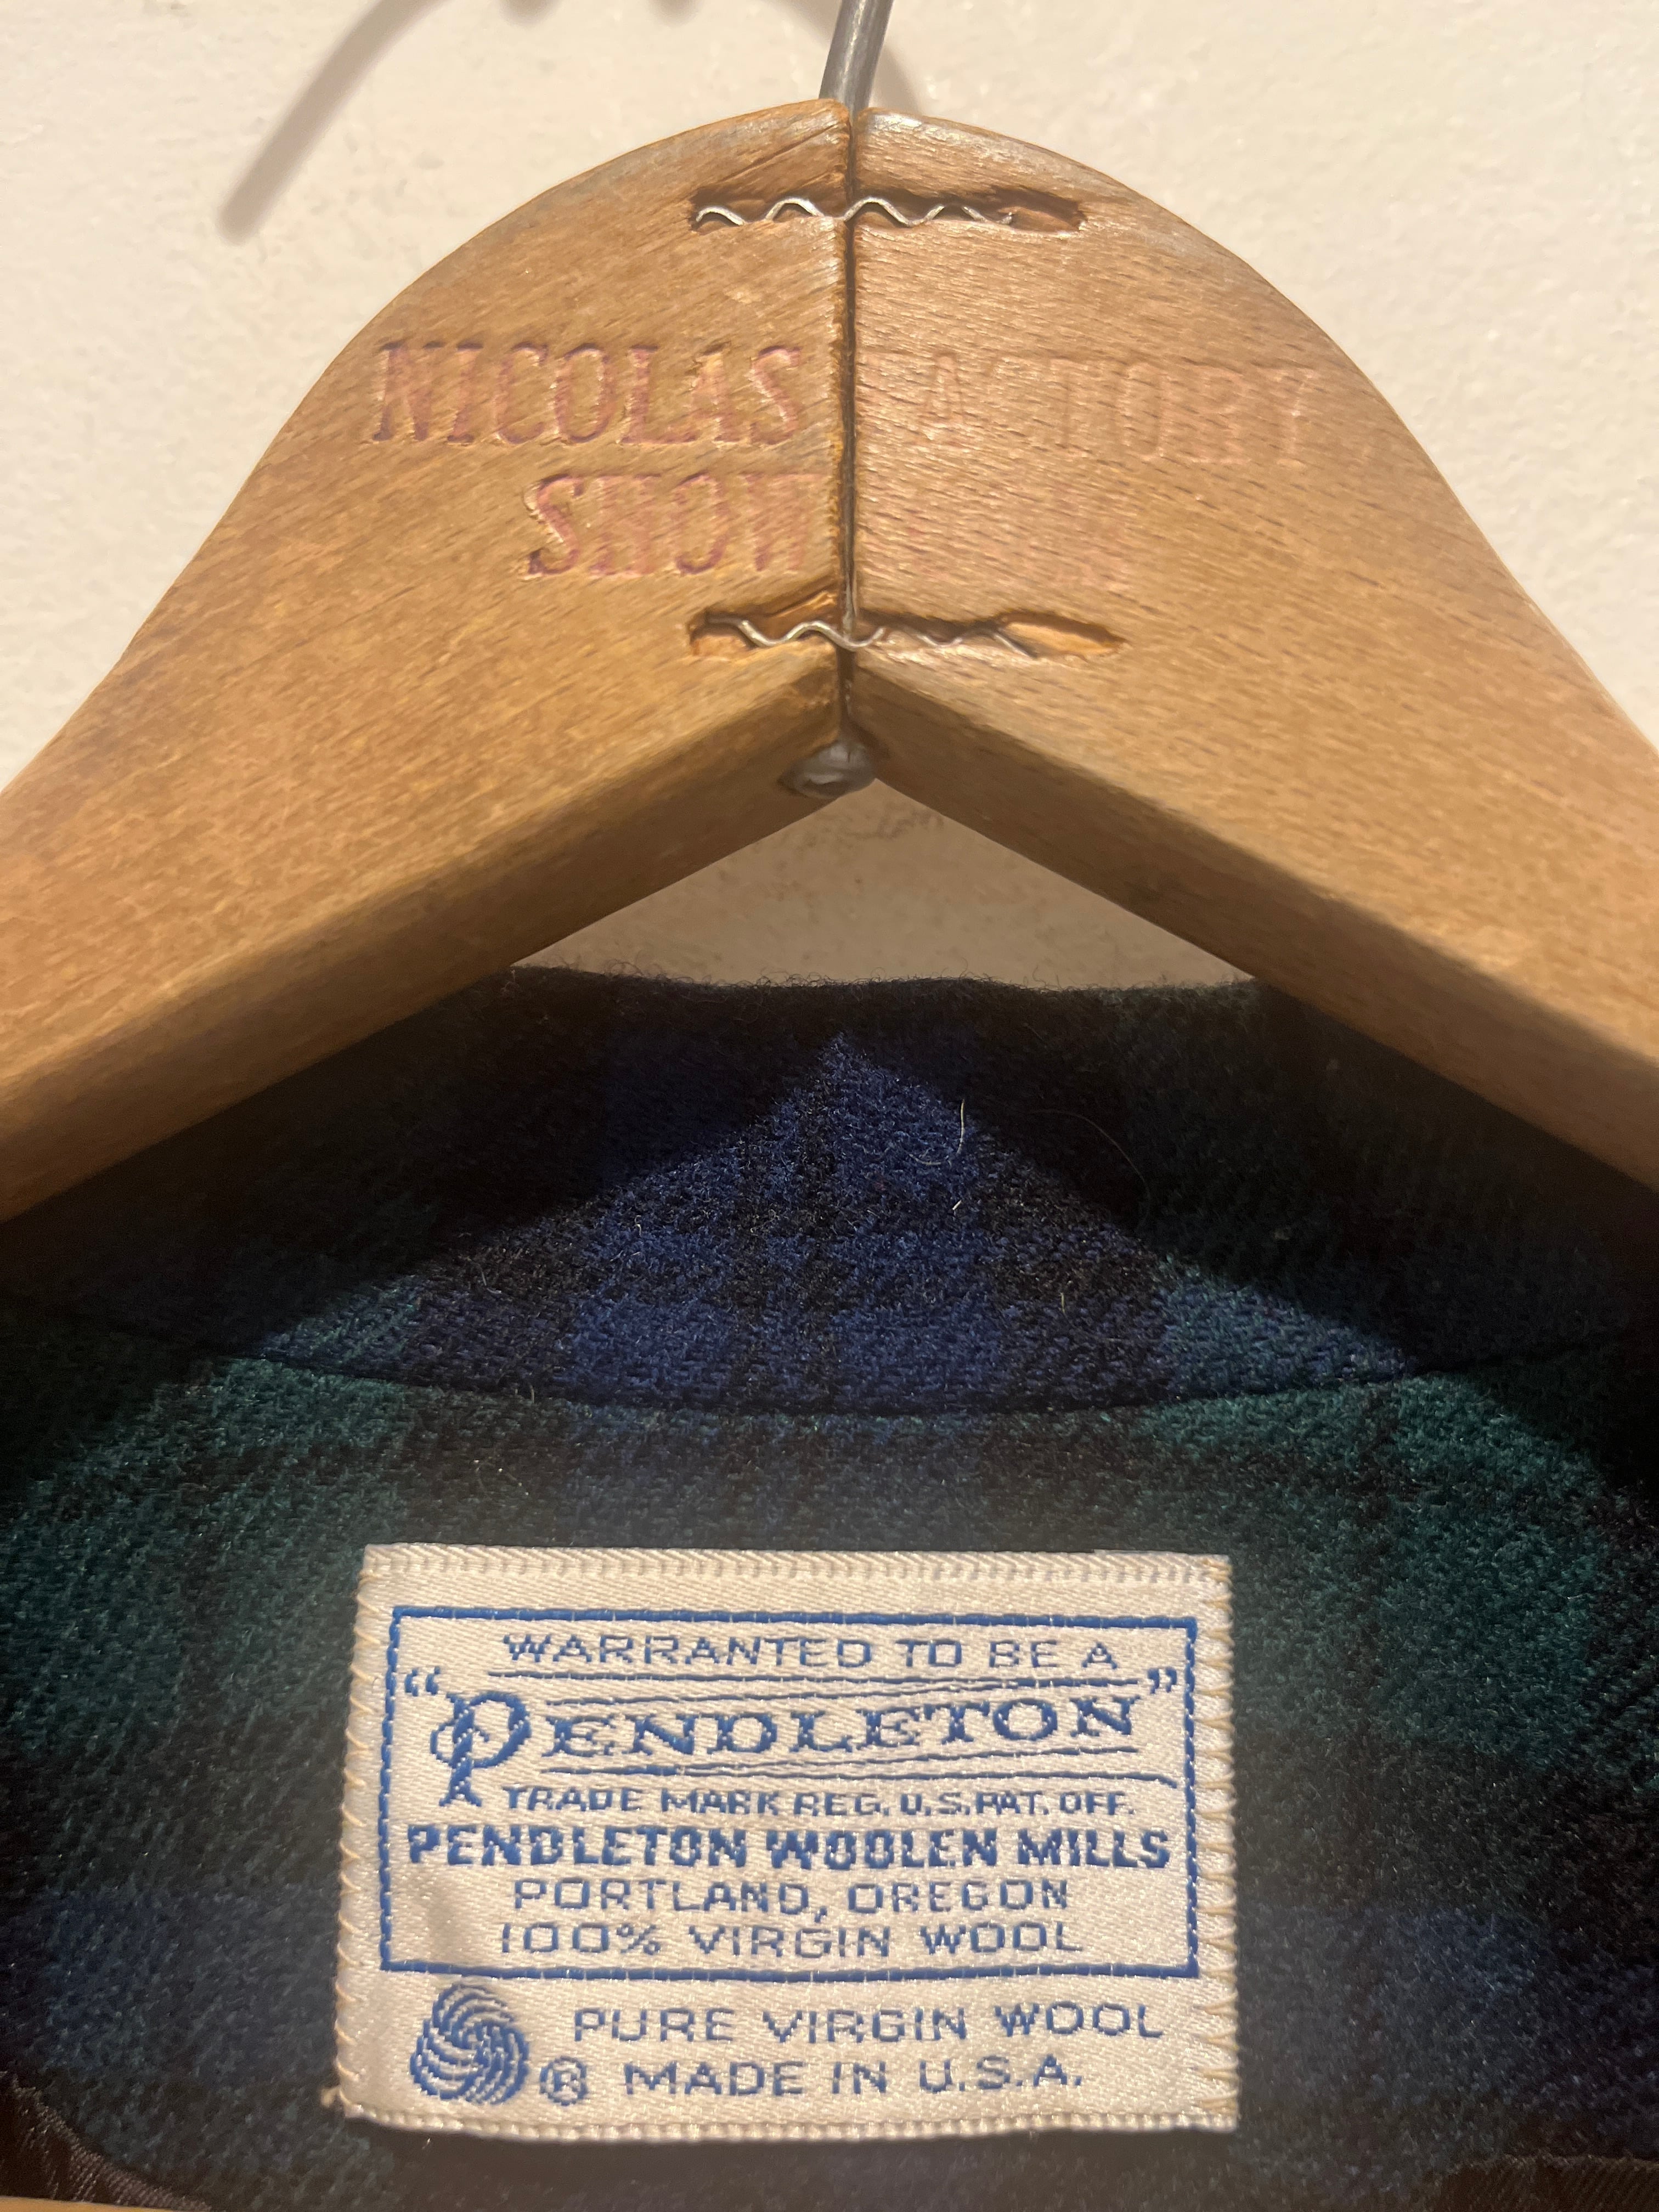 NICOLAS FACTORY,
SHOW
WARRANTED TO BE A
"PENDLETON"
TRADE MARK REG. U.S. PAT. OFF.
PENDLETON WOOLEN MILLS
PORTLAND, OREGON
100% VIRGIN WOOL
PURE VIRGIN WOOL
® MADE IN U.S.A.